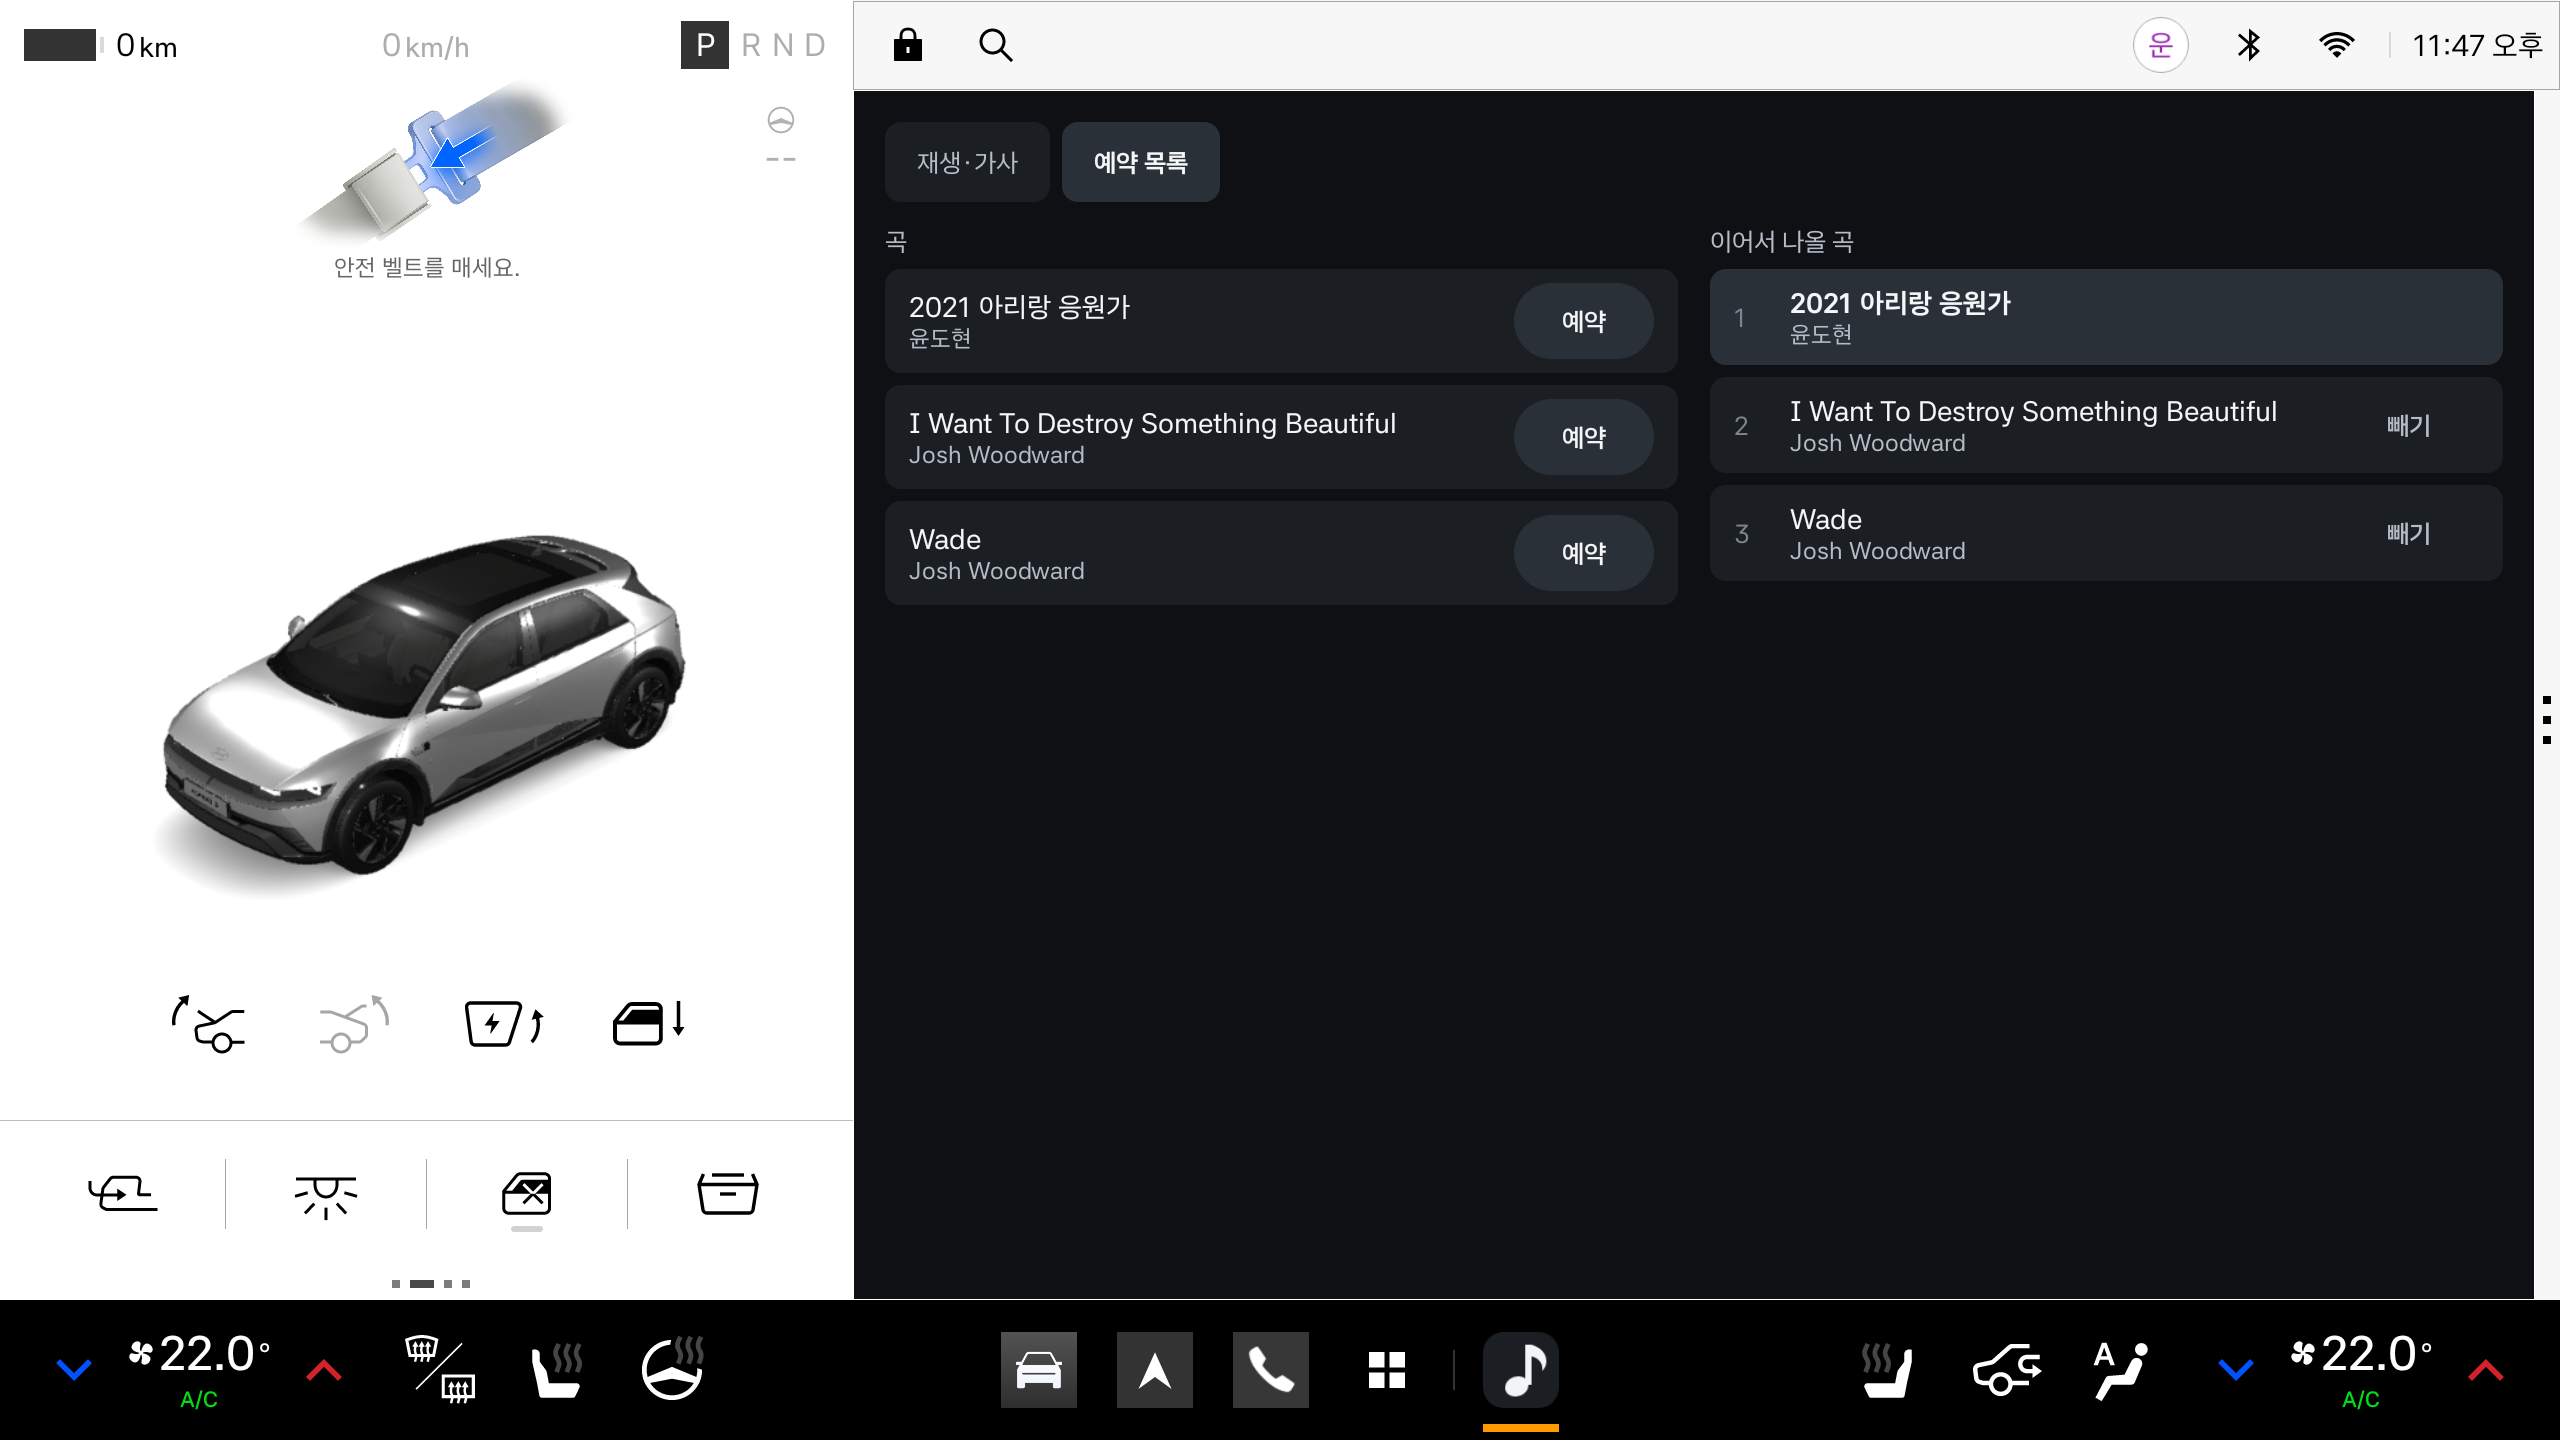 0 km
0 km/h
P R N D
운
11:47 오후
안전 벨트를 매세요.
재생·가사
예약 목록
곡
2021 아리랑 응원가
윤도현
예약
I Want To Destroy Something Beautiful
Josh Woodward
예약
Wade
Josh Woodward
예약
이어서 나올 곡
1
2021 아리랑 응원가
윤도현
2
I Want To Destroy Something Beautiful
Josh Woodward
빼기
3
Wade
Josh Woodward
빼기
22.0°
A/C
A
22.0°
A/C